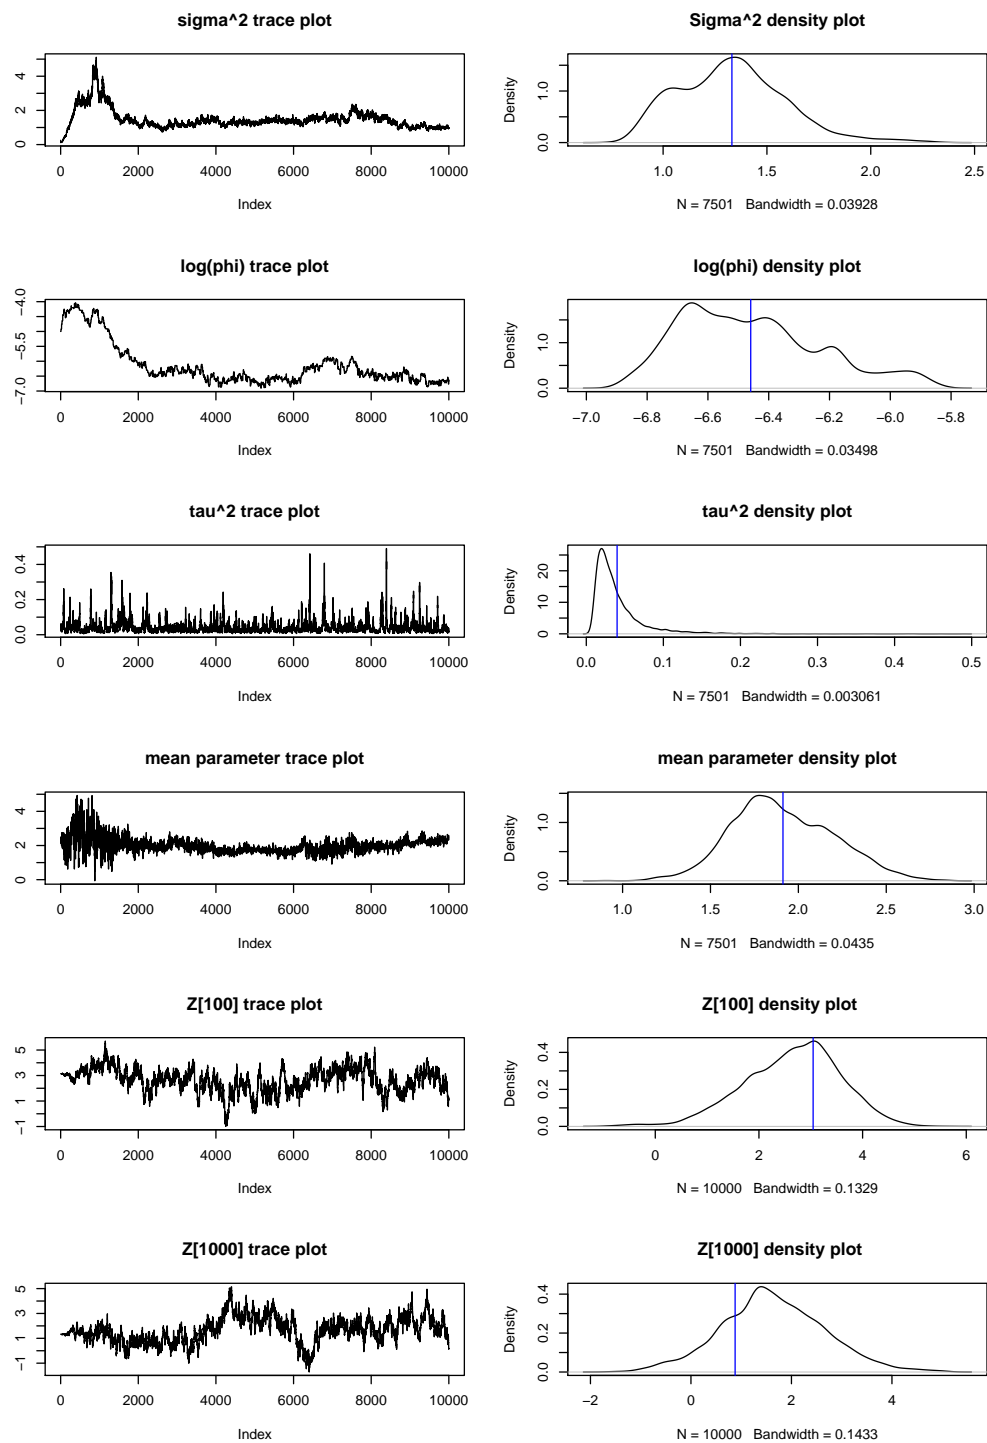 sigma^2 trace plot
0 2 4
0 2000 4000 6000 8000 10000
Index
Sigma^2 density plot
Density
0.0 1.0
1.0 1.5 2.0 2.5
N = 7501 Bandwidth = 0.03928
log(phi) trace plot
−7.0 −5.5 −4.0
0 2000 4000 6000 8000 10000
Index
log(phi) density plot
Density
0.0 1.0
−7.0 −6.8 −6.6 −6.4 −6.2 −6.0 −5.8
N = 7501 Bandwidth = 0.03498
tau^2 trace plot
0.0 0.2 0.4
0 2000 4000 6000 8000 10000
Index
tau^2 density plot
Density
0 10 20
0.0 0.1 0.2 0.3 0.4 0.5
N = 7501 Bandwidth = 0.003061
mean parameter trace plot
0 2 4
0 2000 4000 6000 8000 10000
Index
mean parameter density plot
Density
0.0 1.0
1.0 1.5 2.0 2.5 3.0
N = 7501 Bandwidth = 0.0435
Z[100] trace plot
−1 1 3 5
0 2000 4000 6000 8000 10000
Index
Z[100] density plot
Density
0.0 0.2 0.4
0 2 4 6
N = 10000 Bandwidth = 0.1329
Z[1000] trace plot
−1 1 3 5
0 2000 4000 6000 8000 10000
Index
Z[1000] density plot
Density
0.0 0.2 0.4
−2 0 2 4
N = 10000 Bandwidth = 0.1433